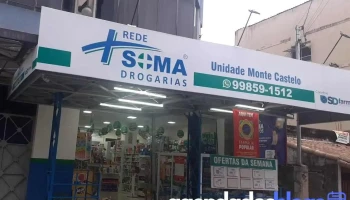 REDE
SOMA
DROGARIAS
Unidade Monte Castelo
99859-1512
OFERTAS DA SEMANA